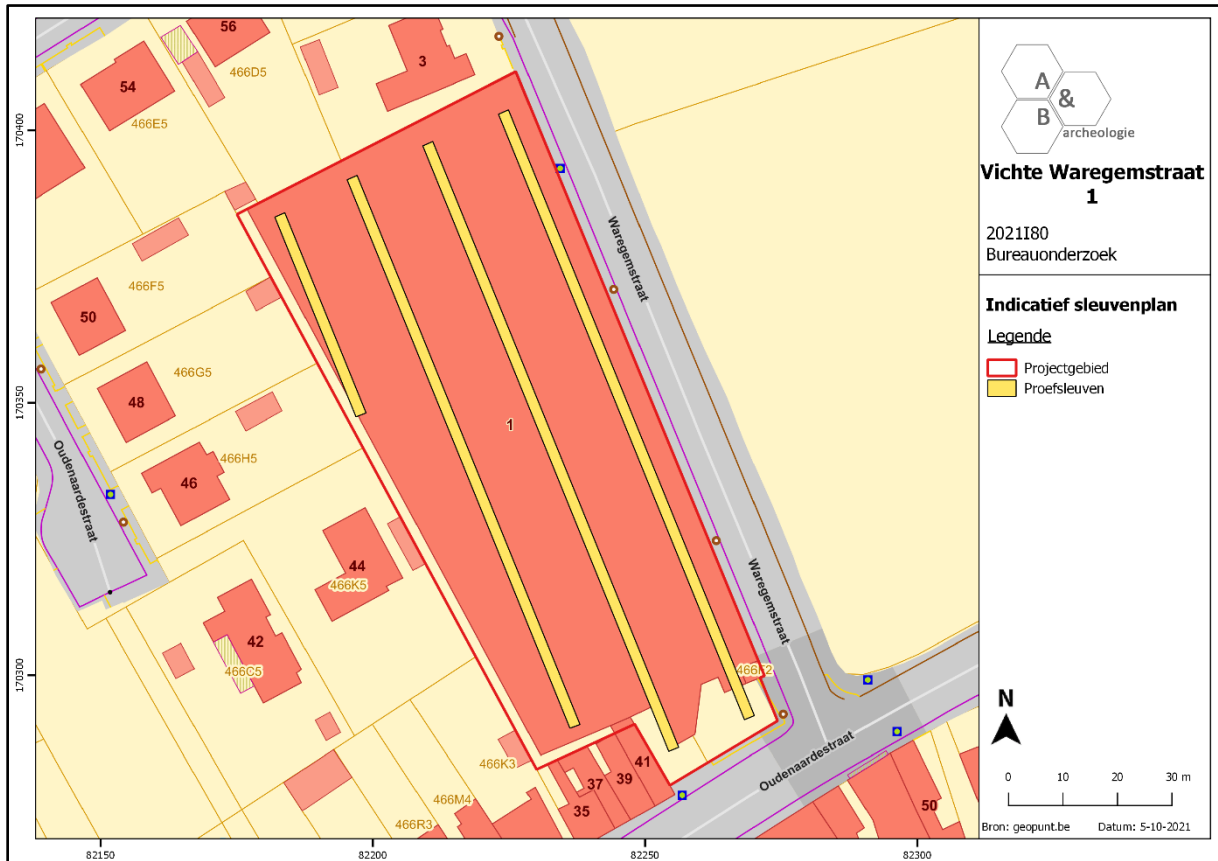 56
54
3
466D5
466E5
466F5
50
48
466G5
46
466H5
44
466K5
42
466C5
466K3
466M4
466R3
1
466F2
41
39
37
35
50
Waregemstraat
Waregemstraat
Oudenaardestraat
Oudenaardestraat
170400
170350
170300
82150
82200
82250
82300
A
&
B
archeologie
Vichte Waregemstraat
1
2021I80
Bureauonderzoek
Indicatief sleuvenplan
Legende
Projectgebied
Proefsleuven
N
0 10 20 30 m
Bron: geopunt.be Datum: 5-10-2021